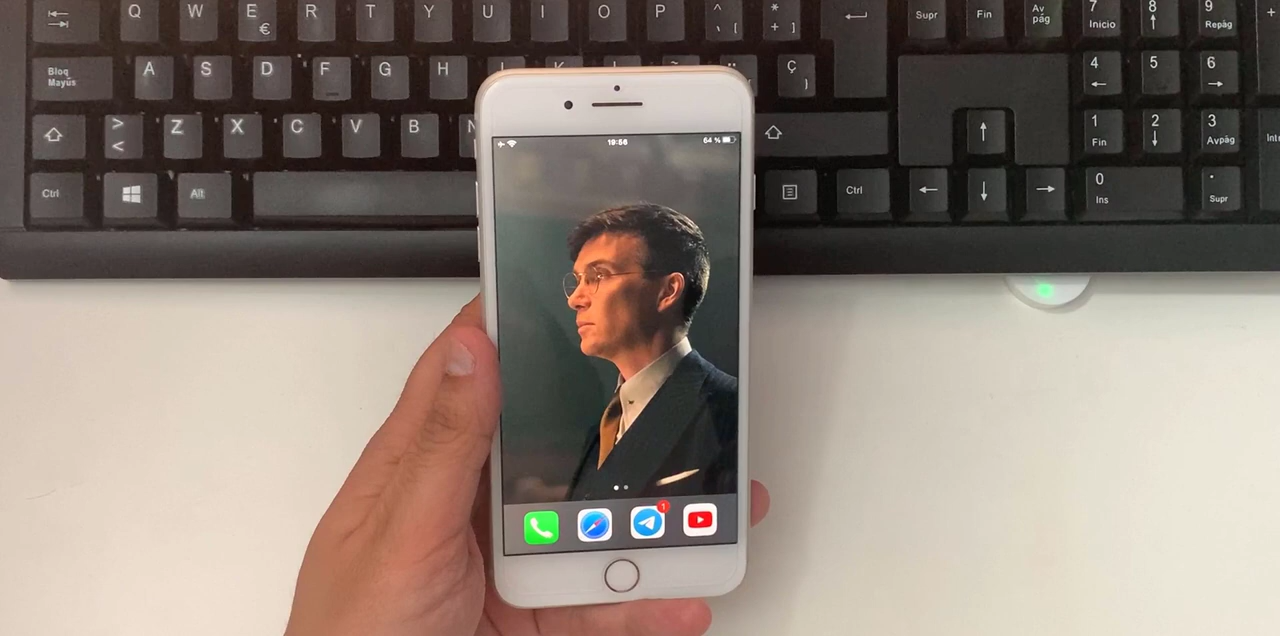 Q W E R T Y U I O P ^ * Supr Fin Av pág 7 8 9 +
€ ` [ + ] Inicio ↑ Repág
Bloq Mayús A S D F G H Ç 4 5 6
} ← →
> < Z X C V B 1 2 3
Fin ↓ Avpág
Ctrl Alt Ctrl 0 .
Ins Supr
19:56 64 %
1